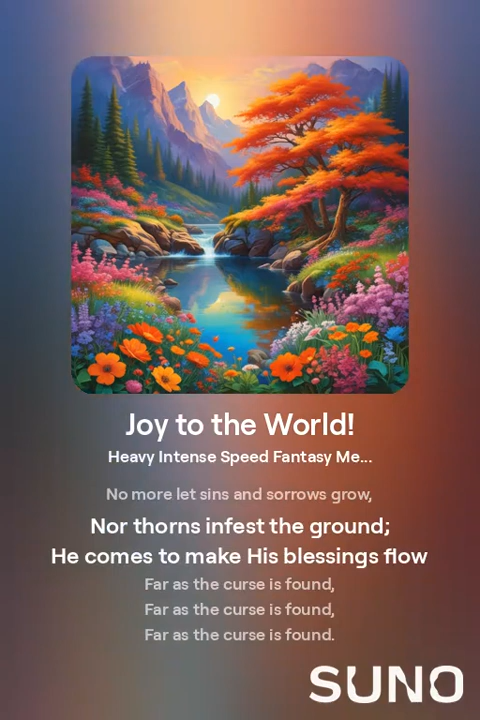 Joy to the World!
Heavy Intense Speed Fantasy Me...
No more let sins and sorrows grow,
Nor thorns infest the ground;
He comes to make His blessings flow
Far as the curse is found,
Far as the curse is found,
Far as the curse is found.
SUNO